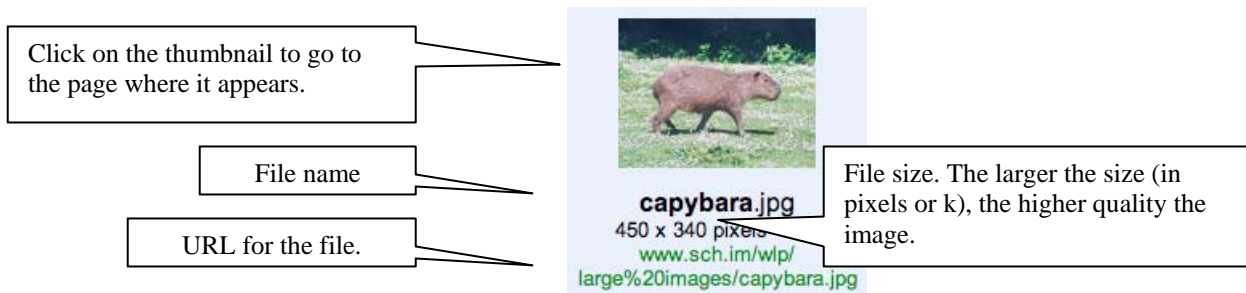 Click on the thumbnail to go to
the page where it appears.
File name
URL for the file.
capybara.jpg
450 x 340 pixels
www.sch.im/wlp/
large%20images/capybara.jpg
File size. The larger the size (in
pixels or k), the higher quality the
image.